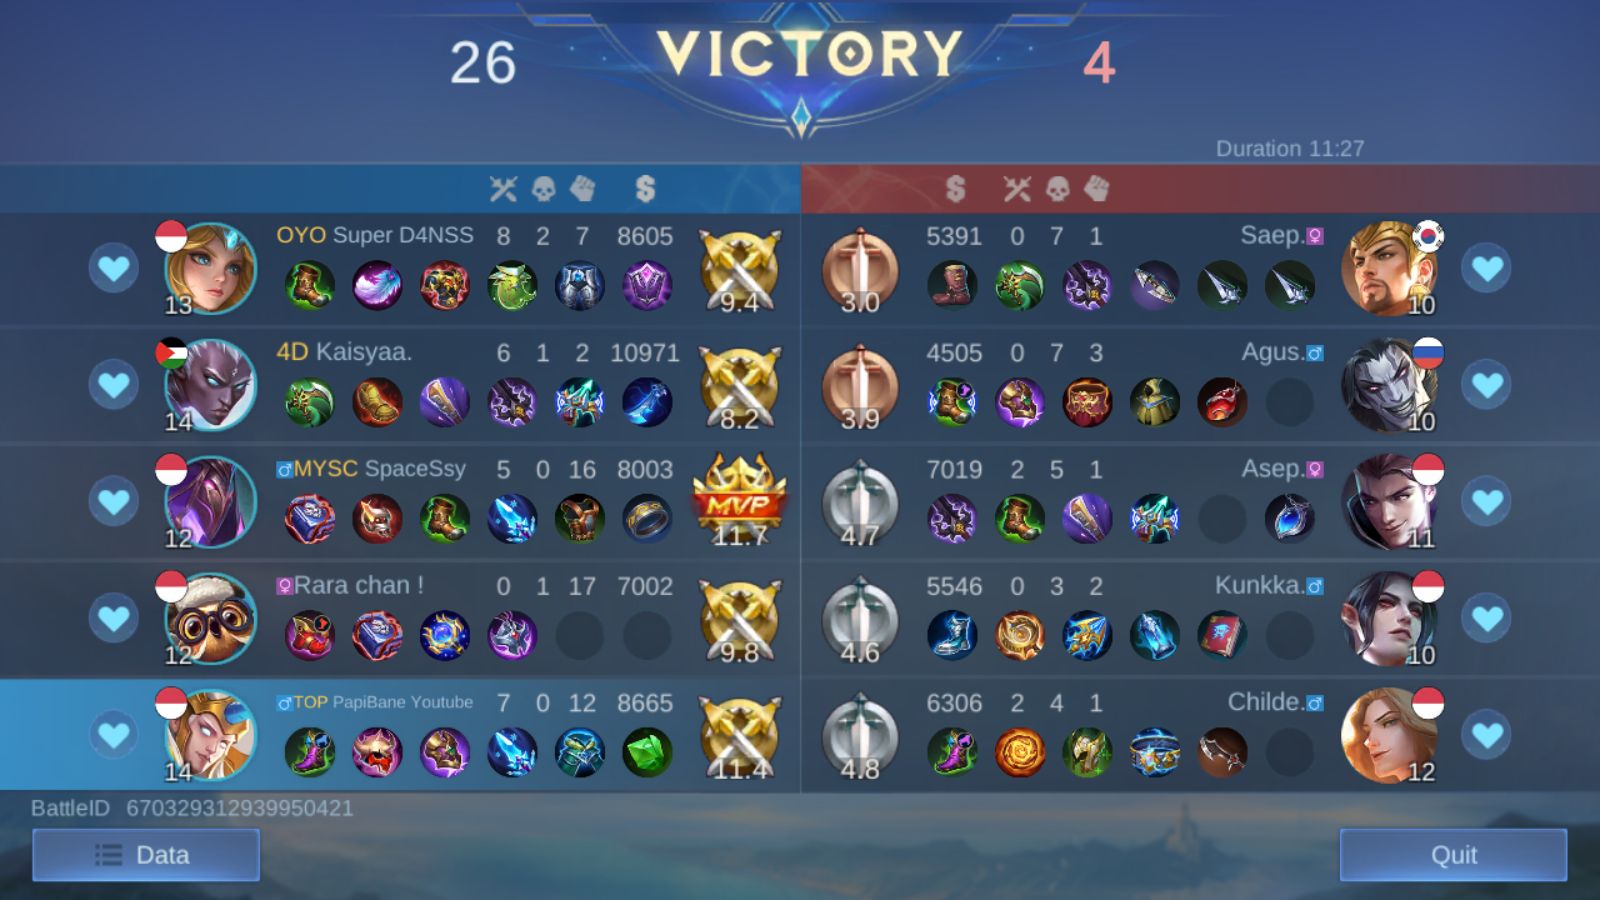 26 VICTORY 4
Duration 11:27
OYO Super D4NSS 8 2 7 8605
13 9.4
5391 0 7 1 Saep.
3.0 10
4D Kaisyaa. 6 1 2 10971
14 8.2
4505 0 7 3 Agus.
3.9 10
MYSC SpaceSsy 5 0 16 8003
MVP
12 11.7
7019 2 5 1 Asep.
4.7 11
Rara chan ! 0 1 17 7002
12 9.8
5546 0 3 2 Kunkka.
4.6 10
TOP PapiBane Youtube 7 0 12 8665
14 11.4
6306 2 4 1 Childe.
4.8 12
BattleID 670329312939950421
Data
Quit